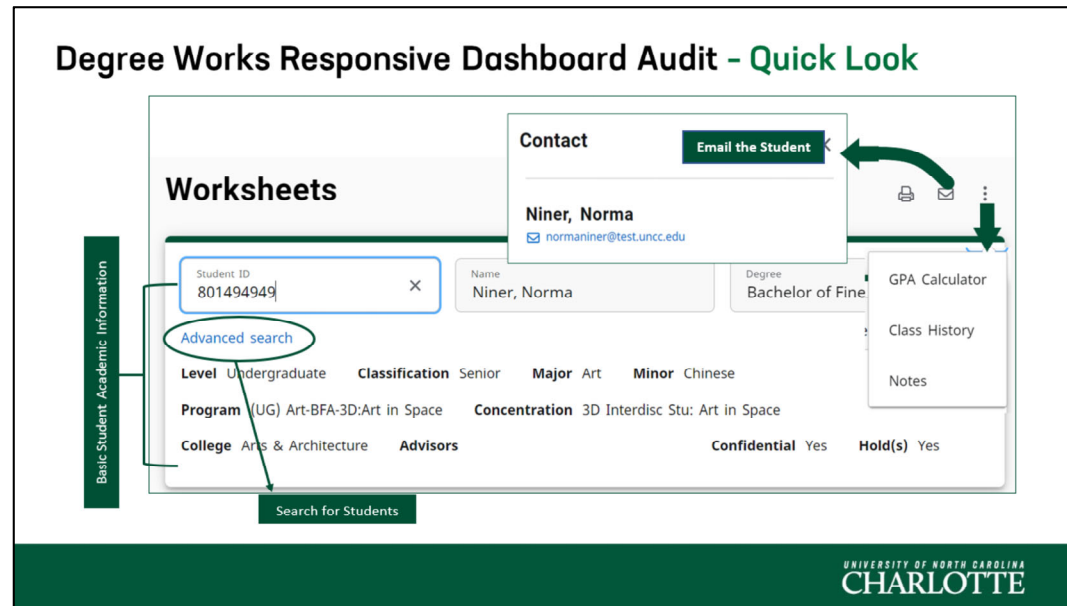 Degree Works Responsive Dashboard Audit – Quick Look
Contact
Email the Student
Worksheets
Niner, Norma
normaniner@test.uncc.edu
Basic Student Academic Information
Student ID
801494949
Name
Niner, Norma
Degree
Bachelor of Fine
GPA Calculator
Class History
Notes
Advanced search
Level Undergraduate Classification Senior Major Art Minor Chinese
Program (UG) Art-BFA-3D:Art in Space Concentration 3D Interdisc Stu: Art in Space
College Arts & Architecture Advisors Confidential Yes Hold(s) Yes
Search for Students
UNIVERSITY OF NORTH CAROLINA
CHARLOTTE